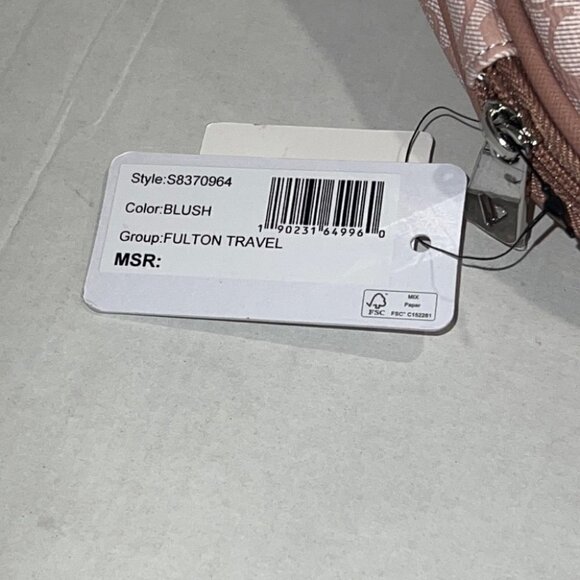 Style:S8370964
Color:BLUSH
1 90231 64996 0
Group:FULTON TRAVEL
MSR:
MIX
Paper
FSC
FSC® C152281